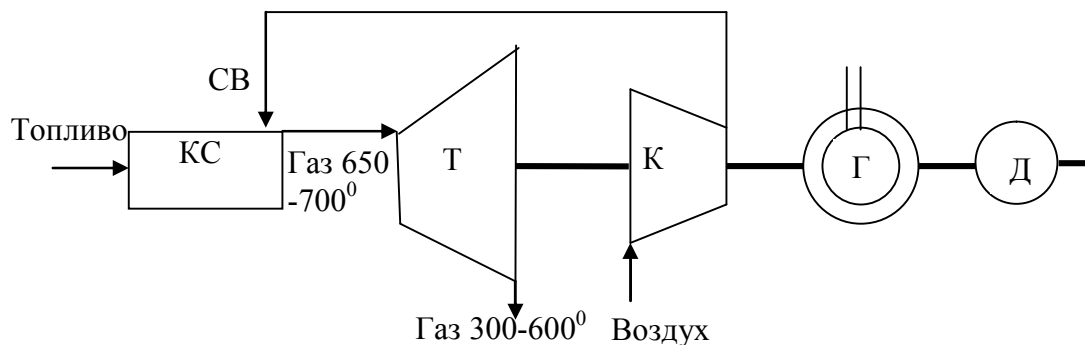 СВ
Топливо
КС
Газ 650
-700⁰
Т
К
Г
Д
Газ 300-600⁰
Воздух